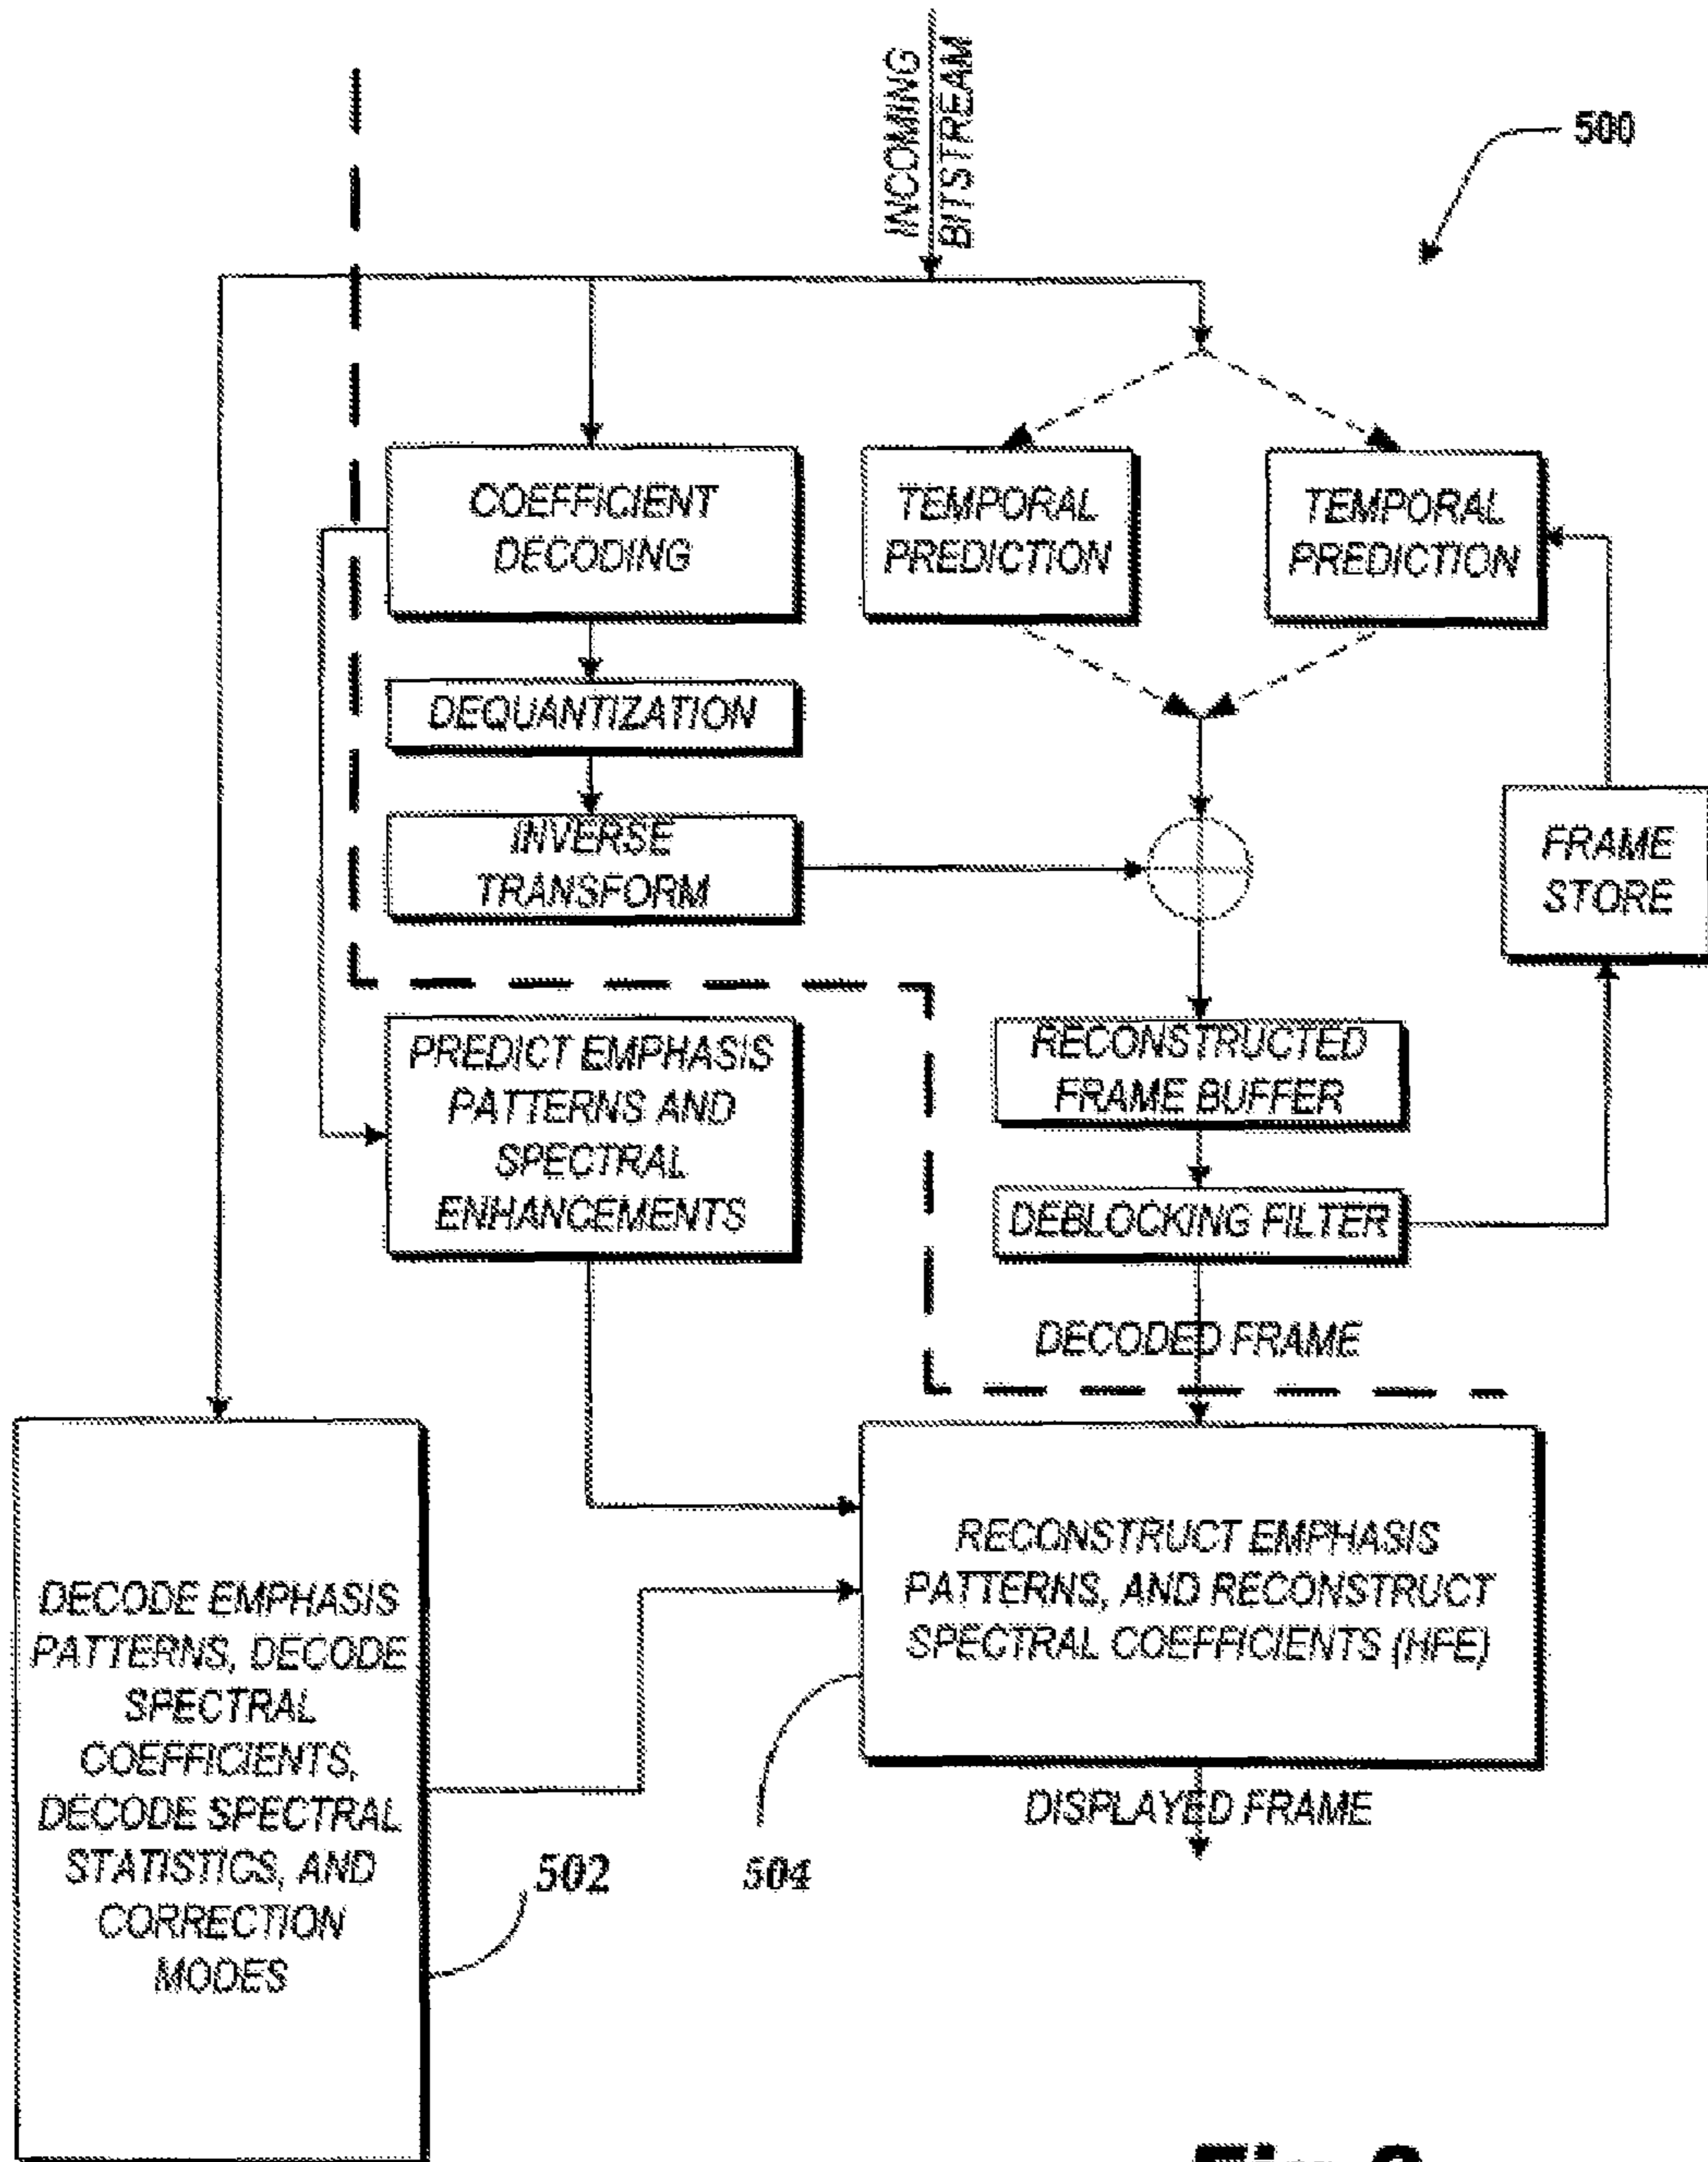 INCOMING
BITSTREAM
500
COEFFICIENT
DECODING
TEMPORAL
PREDICTION
TEMPORAL
PREDICTION
DEQUANTIZATION
INVERSE
TRANSFORM
FRAME
STORE
PREDICT EMPHASIS
PATTERNS AND
SPECTRAL
ENHANCEMENTS
RECONSTRUCTED
FRAME BUFFER
DEBLOCKING FILTER
DECODED FRAME
RECONSTRUCT EMPHASIS
PATTERNS, AND RECONSTRUCT
SPECTRAL COEFFICIENTS (HFE)
DECODE EMPHASIS
PATTERNS, DECODE
SPECTRAL
COEFFICIENTS,
DECODE SPECTRAL
STATISTICS, AND
CORRECTION
MODES
DISPLAYED FRAME
502
504